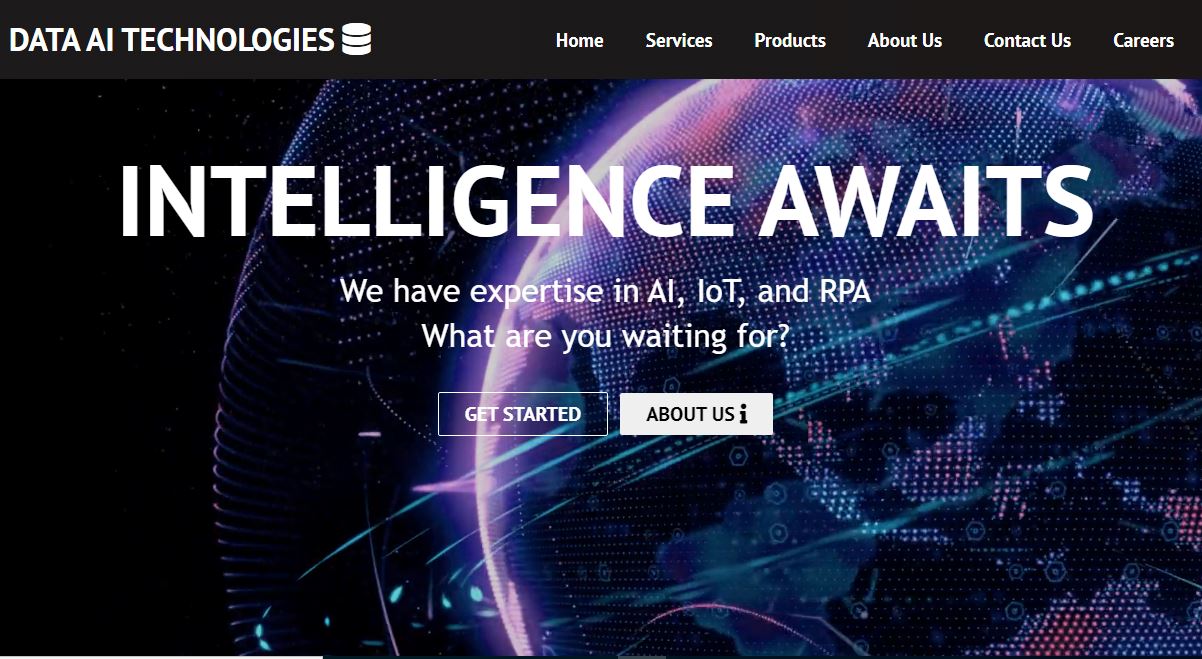 DATA AI TECHNOLOGIES
Home Services Products About Us Contact Us Careers
INTELLIGENCE AWAITS
We have expertise in AI, IoT, and RPA
What are you waiting for?
GET STARTED ABOUT US